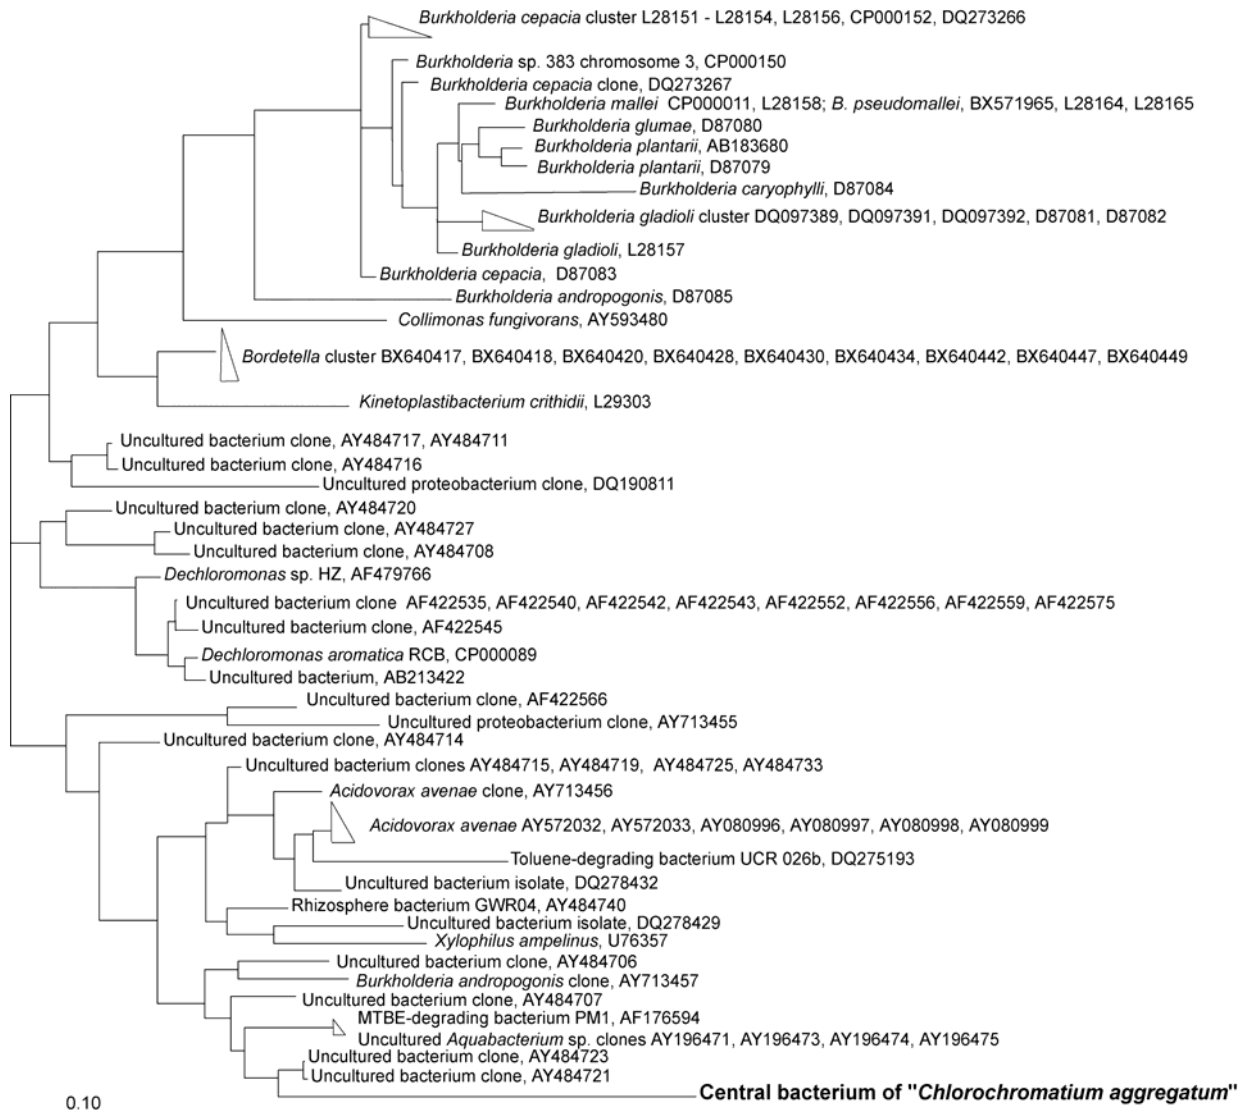 Burkholderia cepacia cluster L28151 - L28154, L28156, CP000152, DQ273266
Burkholderia sp. 383 chromosome 3, CP000150
Burkholderia cepacia clone, DQ273267
Burkholderia mallei CP000011, L28158; B. pseudomallei, BX571965, L28164, L28165
Burkholderia glumae, D87080
Burkholderia plantarii, AB183680
Burkholderia plantarii, D87079
Burkholderia caryophylli, D87084
Burkholderia gladioli cluster DQ097389, DQ097391, DQ097392, D87081, D87082
Burkholderia gladioli, L28157
Burkholderia cepacia, D87083
Burkholderia andropogonis, D87085
Collimonas fungivorans, AY593480
Bordetella cluster BX640417, BX640418, BX640420, BX640428, BX640430, BX640434, BX640442, BX640447, BX640449
Kinetoplastibacterium crithidii, L29303
Uncultured bacterium clone, AY484717, AY484711
Uncultured bacterium clone, AY484716
Uncultured proteobacterium clone, DQ190811
Uncultured bacterium clone, AY484720
Uncultured bacterium clone, AY484727
Uncultured bacterium clone, AY484708
Dechloromonas sp. HZ, AF479766
Uncultured bacterium clone AF422535, AF422540, AF422542, AF422543, AF422552, AF422556, AF422559, AF422575
Uncultured bacterium clone, AF422545
Dechloromonas aromatica RCB, CP000089
Uncultured bacterium, AB213422
Uncultured bacterium clone, AF422566
Uncultured proteobacterium clone, AY713455
Uncultured bacterium clone, AY484714
Uncultured bacterium clones AY484715, AY484719, AY484725, AY484733
Acidovorax avenae clone, AY713456
Acidovorax avenae AY572032, AY572033, AY080996, AY080997, AY080998, AY080999
Toluene-degrading bacterium UCR 026b, DQ275193
Uncultured bacterium isolate, DQ278432
Rhizosphere bacterium GWR04, AY484740
Uncultured bacterium isolate, DQ278429
Xylophilus ampelinus, U76357
Uncultured bacterium clone, AY484706
Burkholderia andropogonis clone, AY713457
Uncultured bacterium clone, AY484707
MTBE-degrading bacterium PM1, AF176594
Uncultured Aquabacterium sp. clones AY196471, AY196473, AY196474, AY196475
Uncultured bacterium clone, AY484723
Uncultured bacterium clone, AY484721
Central bacterium of "Chlorochromatium aggregatum"
0.10